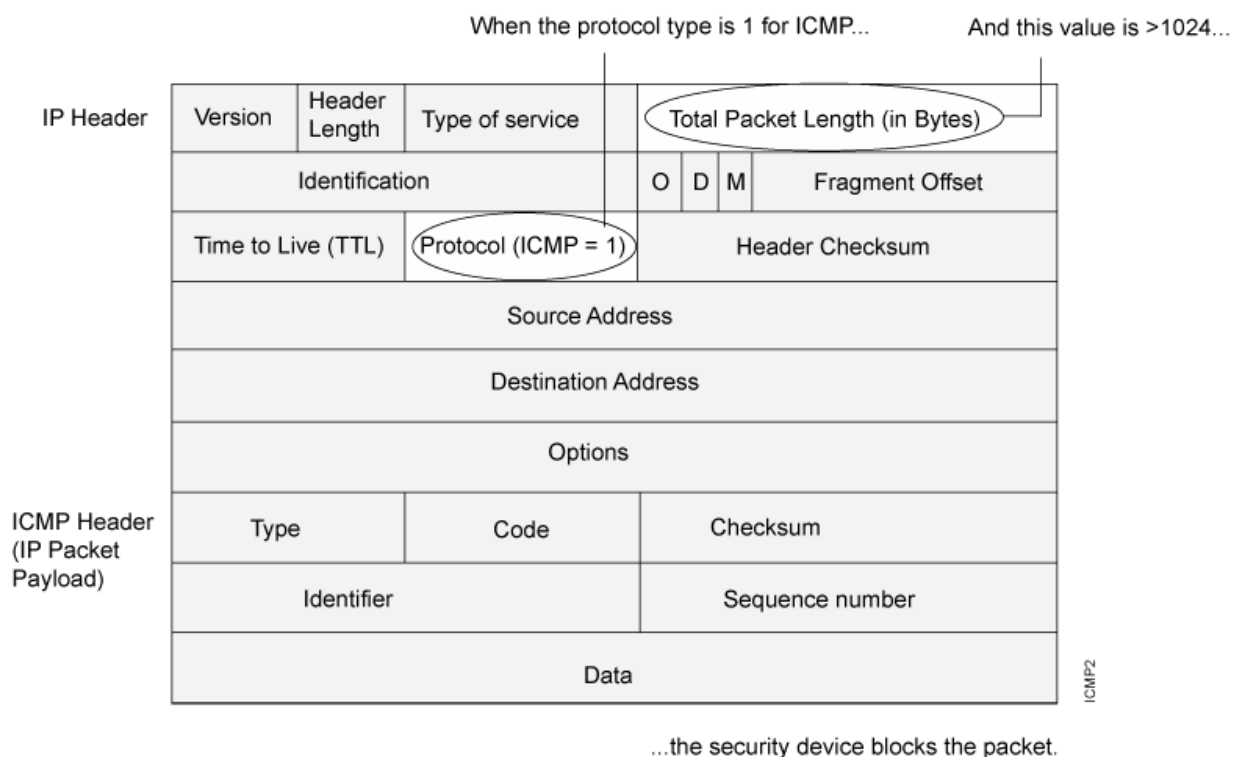 When the protocol type is 1 for ICMP...
And this value is >1024...
IP Header
Version
Header
Length
Type of service
Total Packet Length (in Bytes)
Identification
O
D
M
Fragment Offset
Time to Live (TTL)
Protocol (ICMP = 1)
Header Checksum
Source Address
Destination Address
Options
ICMP Header
(IP Packet
Payload)
Type
Code
Checksum
Identifier
Sequence number
Data
ICMP2
...the security device blocks the packet.